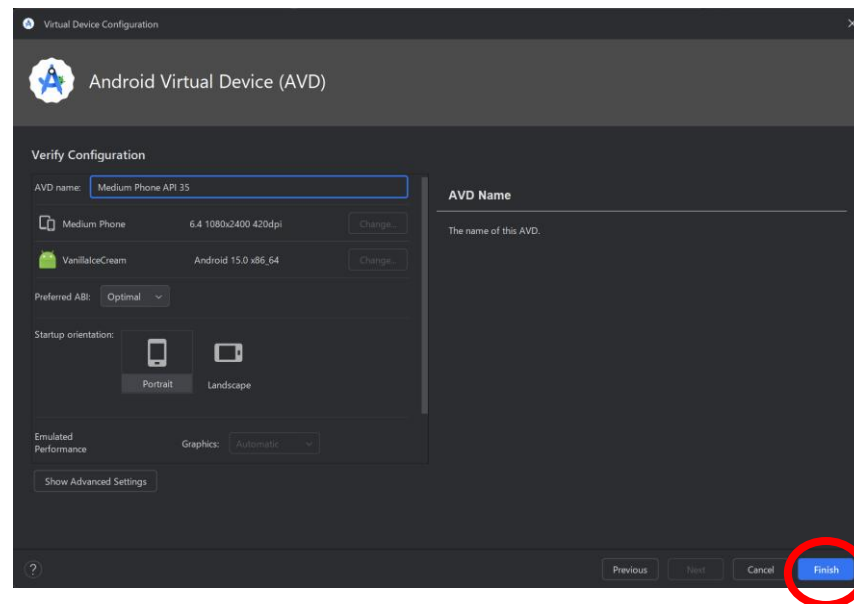 Virtual Device Configuration
Android Virtual Device (AVD)
Verify Configuration
AVD name: Medium Phone API 35
Medium Phone 6.4 1080x2400 420dpi Change...
VanillaIceCream Android 15.0 x86_64 Change...
Preferred ABI: Optimal
Startup orientation:
Portrait Landscape
Emulated
Performance Graphics: Automatic
Show Advanced Settings
AVD Name
The name of this AVD.
? Previous Next Cancel Finish